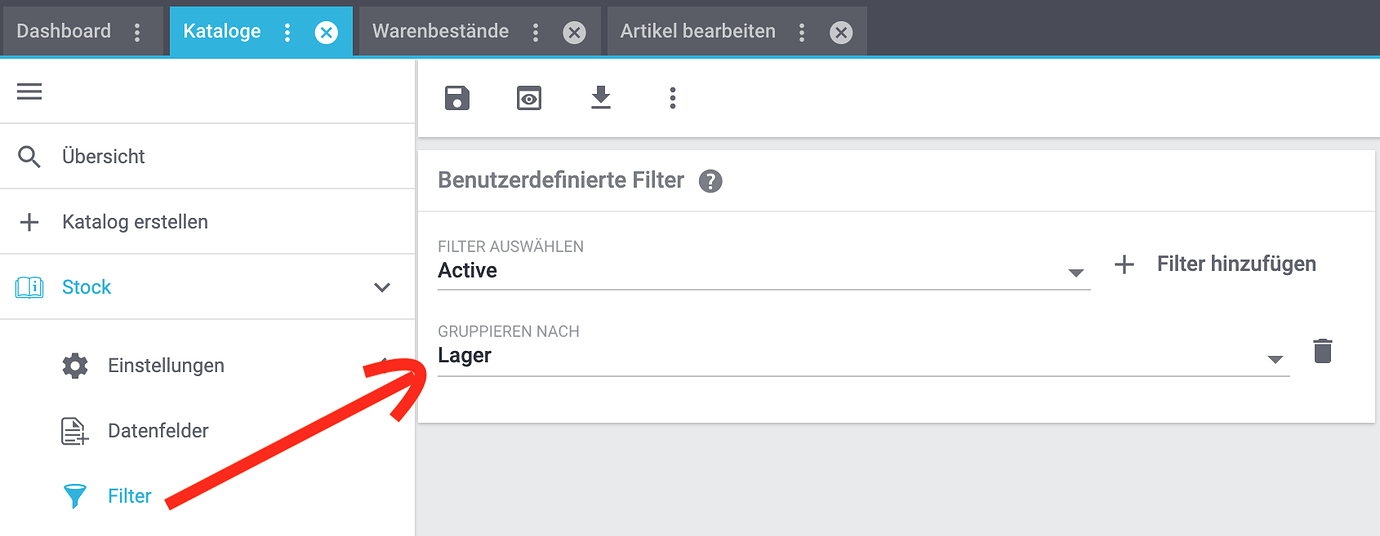 Dashboard
Kataloge
Warenbestände
Artikel bearbeiten
Übersicht
Katalog erstellen
Stock
Einstellungen
Datenfelder
Filter
Benutzerdefinierte Filter
FILTER AUSWÄHLEN
Active
Filter hinzufügen
GRUPPIEREN NACH
Lager